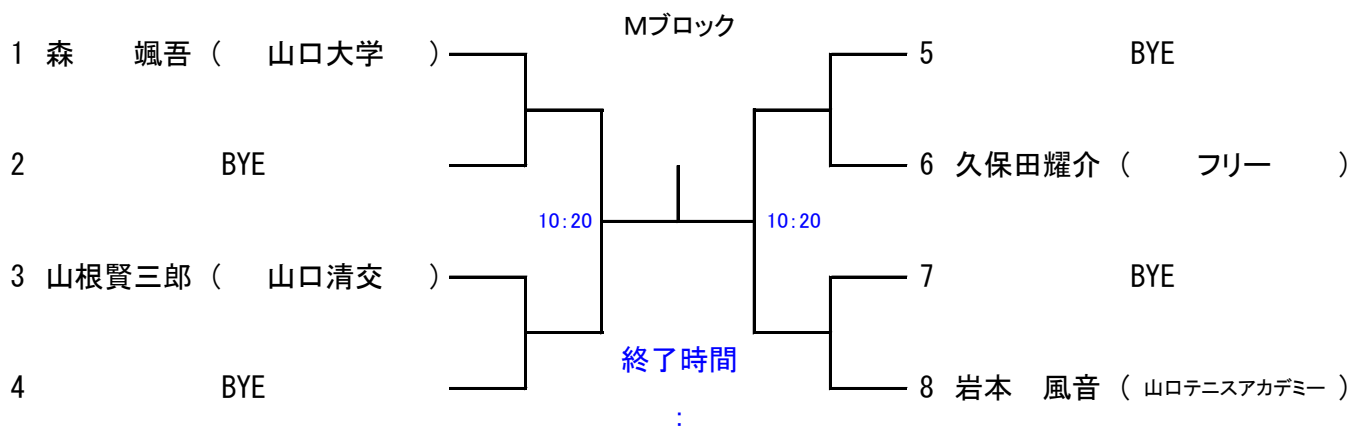 Mブロック
1 森 颯吾 ( 山口大学 )
2 BYE
10:20
3 山根賢三郎 ( 山口清交 )
4 BYE
5 BYE
6 久保田耀介 ( フリー )
10:20
7 BYE
8 岩本 風音 ( 山口テニスアカデミー )
終了時間
: